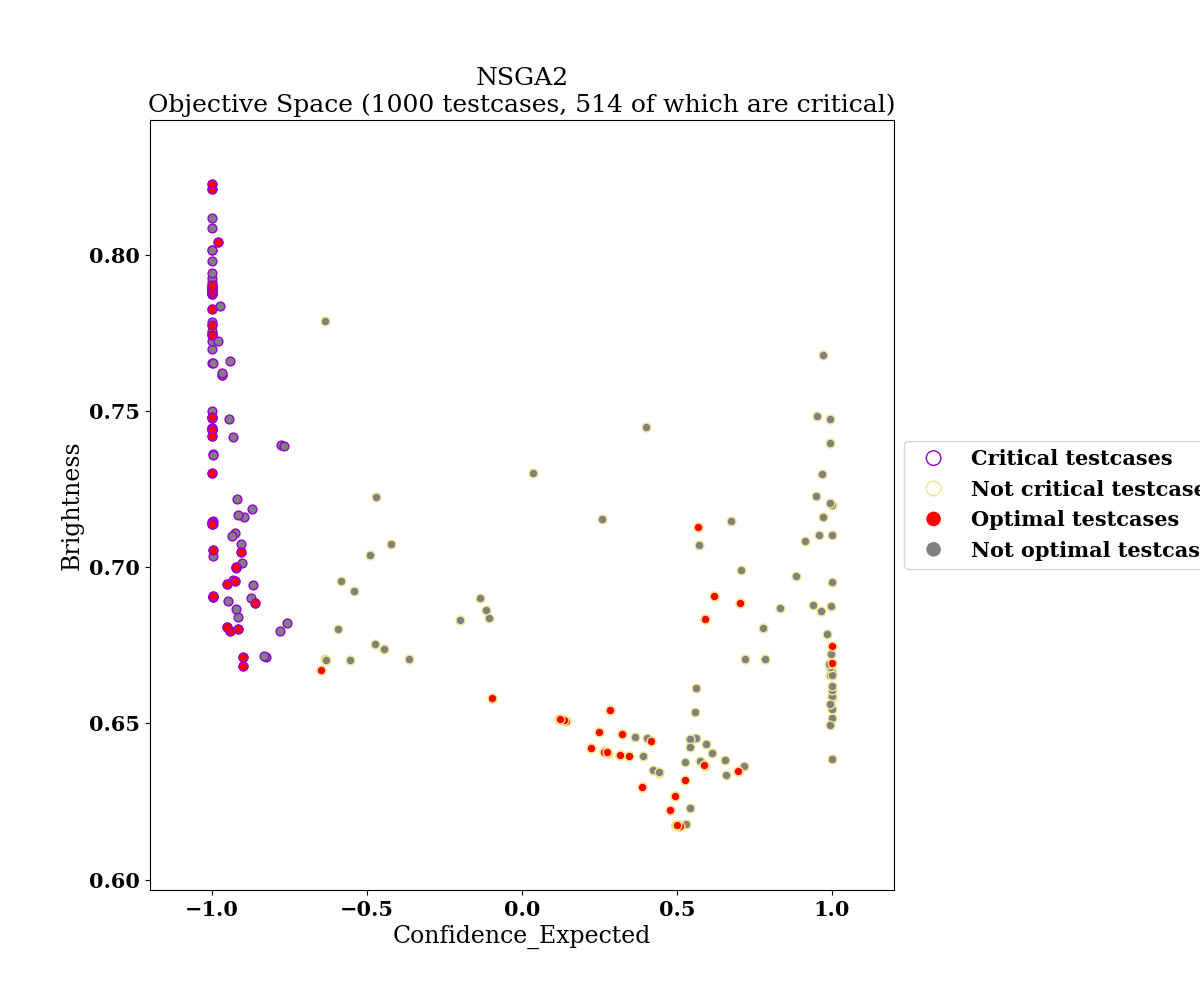 NSGA2
Objective Space (1000 testcases, 514 of which are critical)
0.80
0.75
0.70
0.65
0.60
Brightness
−1.0
−0.5
0.0
0.5
1.0
Confidence_Expected
Critical testcases
Not critical testcase
Optimal testcases
Not optimal testcas